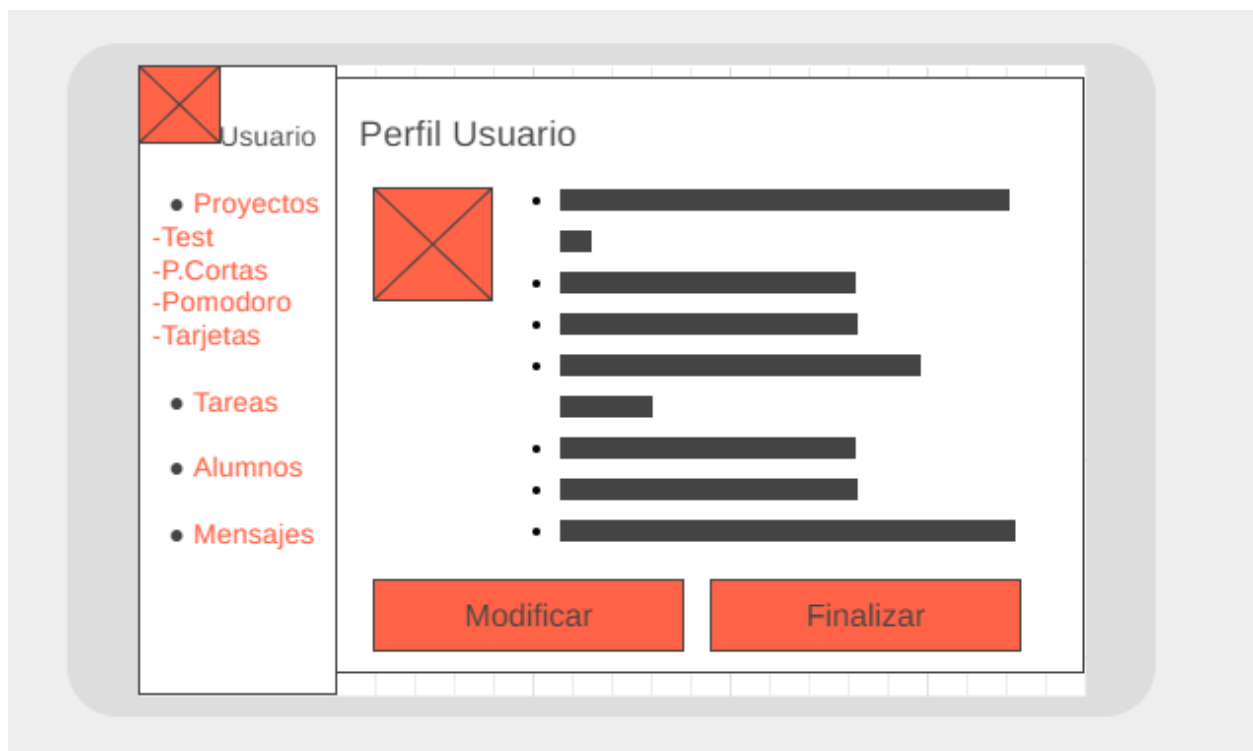 Usuario
● Proyectos
-Test
-P.Cortas
-Pomodoro
-Tarjetas
● Tareas
● Alumnos
● Mensajes
Perfil Usuario
Modificar
Finalizar